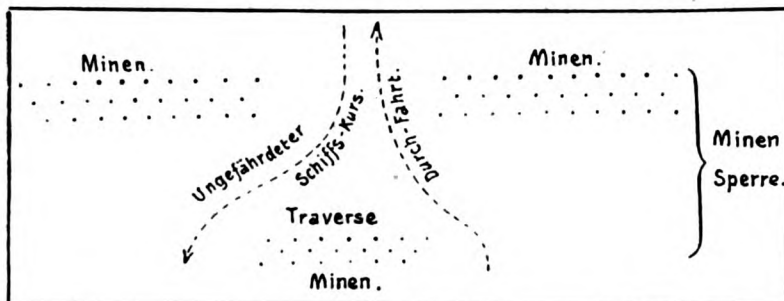 Minen.
Minen.
Ungefährdeter
Schiffs-Kurs.
Durch-Fahrt.
Minen
Sperre.
Traverse
Minen.